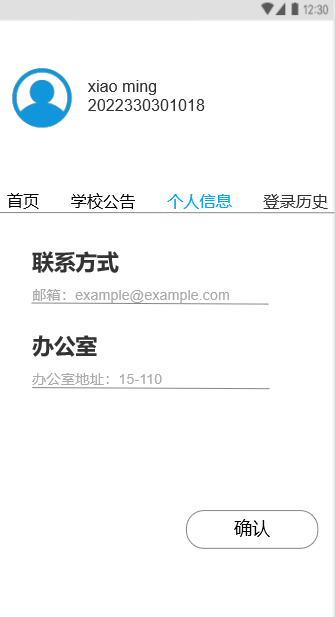 12:30
xiao ming
2022330301018
首页 学校公告 个人信息 登录历史
联系方式
邮箱：example@example.com
办公室
办公室地址：15-110
确认